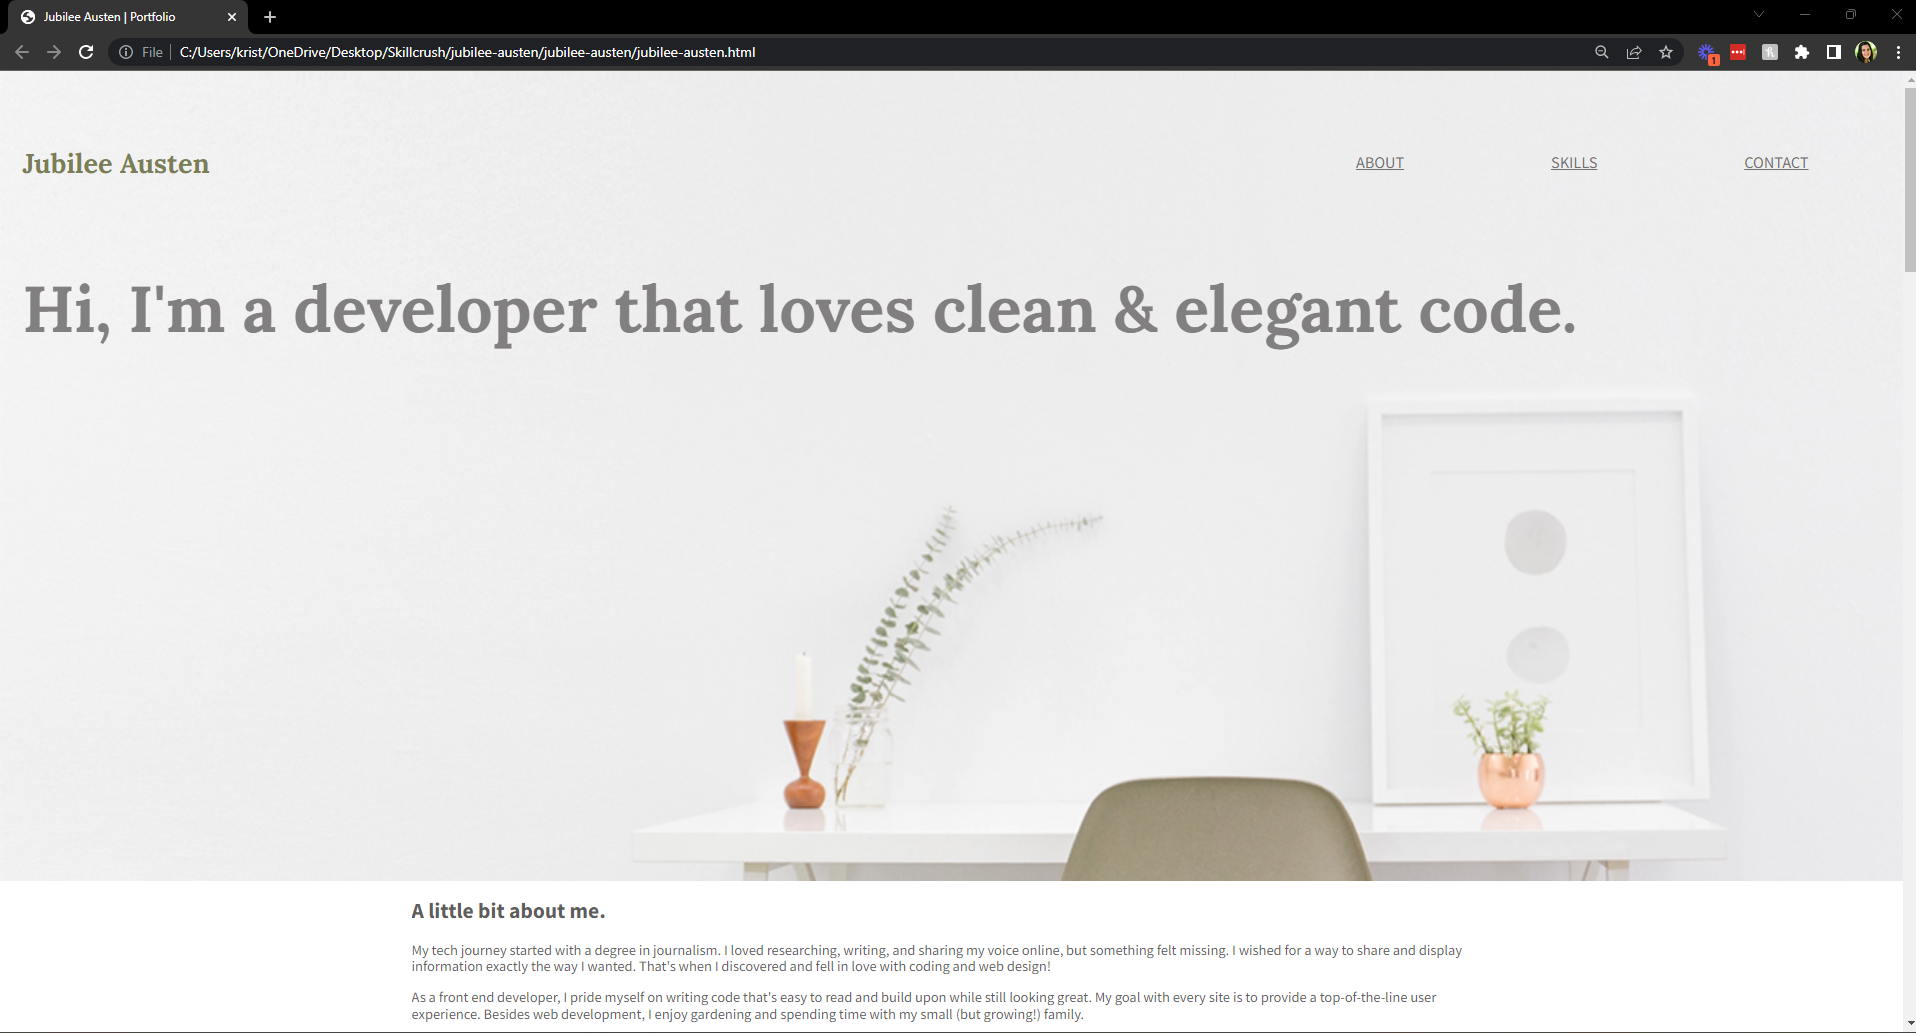 Jubilee Austen | Portfolio
File | C:/Users/krist/OneDrive/Desktop/Skillcrush/jubilee-austen/jubilee-austen/jubilee-austen.html
1
Jubilee Austen
ABOUT SKILLS CONTACT
Hi, I'm a developer that loves clean & elegant code.
A little bit about me.
My tech journey started with a degree in journalism. I loved researching, writing, and sharing my voice online, but something felt missing. I wished for a way to share and display
information exactly the way I wanted. That's when I discovered and fell in love with coding and web design!
As a front end developer, I pride myself on writing code that's easy to read and build upon while still looking great. My goal with every site is to provide a top-of-the-line user
experience. Besides web development, I enjoy gardening and spending time with my small (but growing!) family.